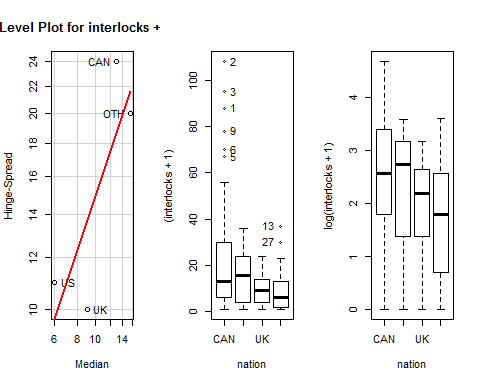 Level Plot for interlocks +
Hinge-Spread
24
22
20
18
16
14
12
10
CAN
OTH
US
UK
6
8
10
12
14
Median
(interlocks + 1)
100
80
60
40
20
0
2
3
1
9
6
5
13
27
CAN
UK
nation
log(interlocks + 1)
4
3
2
1
0
CAN
UK
nation